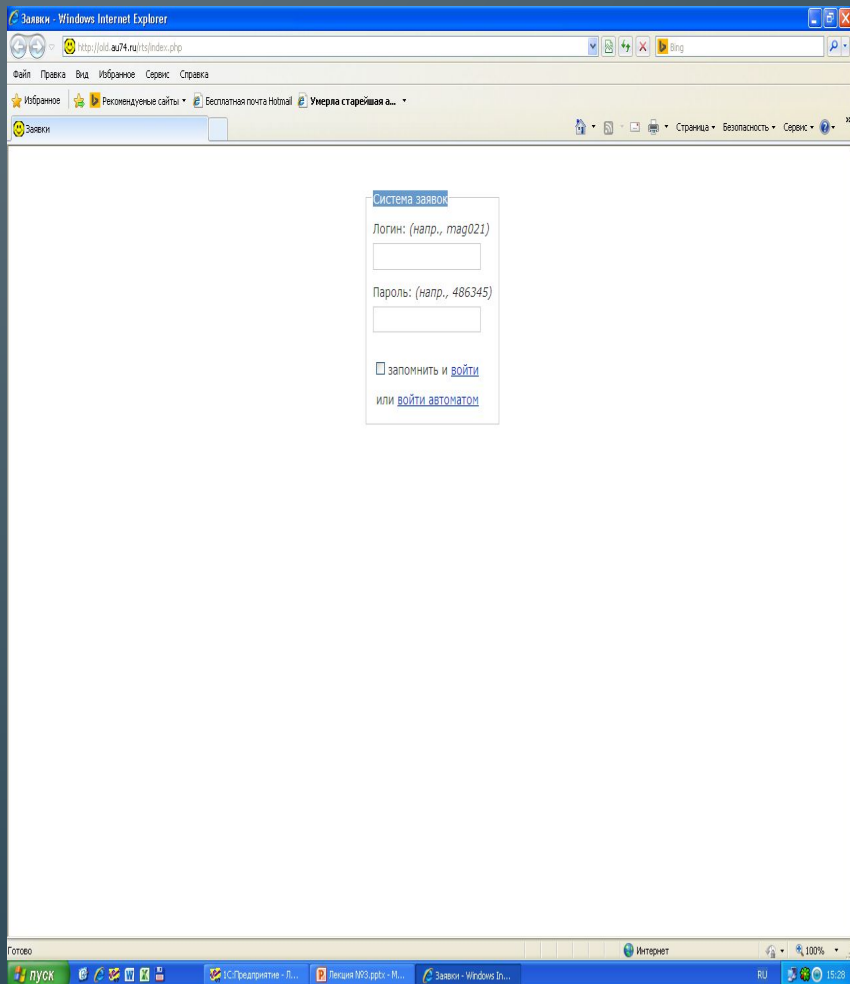 Заявки - Windows Internet Explorer
http://old.au74.ru/rts/index.php
Bing
Файл Правка Вид Избранное Сервис Справка
Избранное Рекомендуемые сайты Бесплатная почта Hotmail Умерла старейшая а...
Заявки
Страница Безопасность Сервис
Система заявок
Логин: (напр., mag021)
Пароль: (напр., 486345)
запомнить и войти
или войти автоматом
Готово
Интернет
100%
пуск
1С:Предприятие - Л...
Лекция №3.pptx - M...
Заявки - Windows In...
RU
15:28